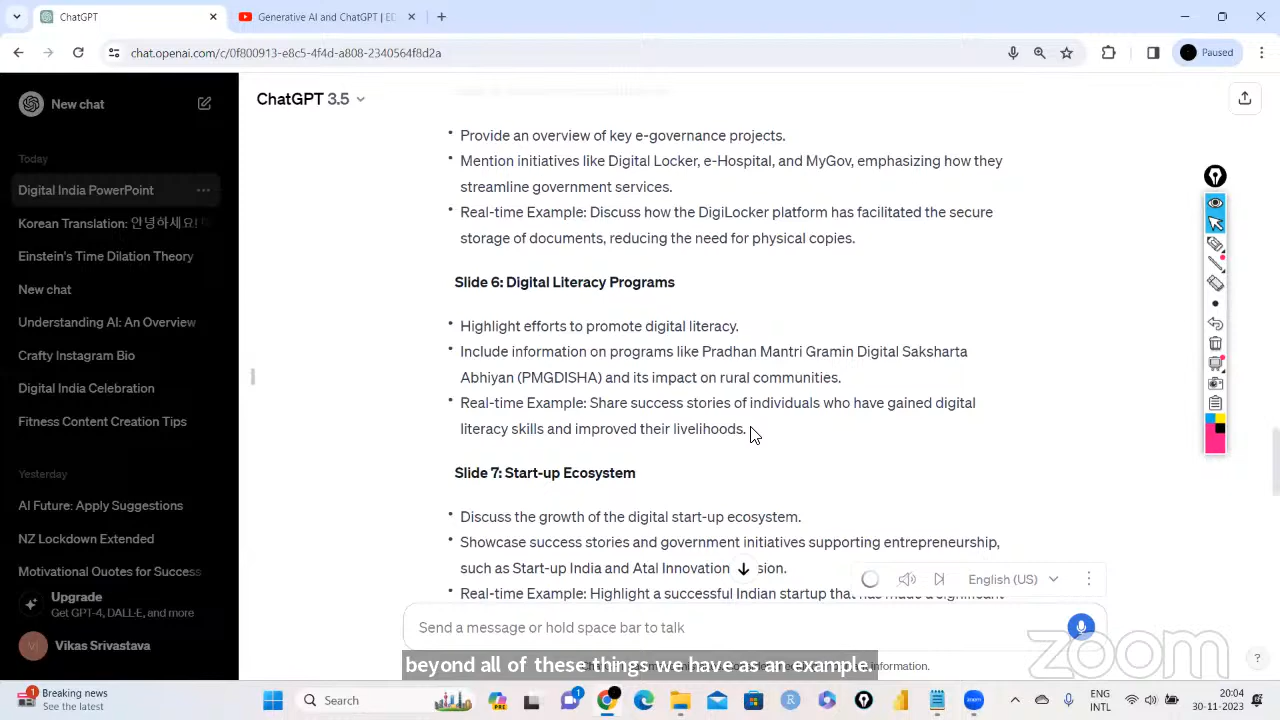 ChatGPT
Generative AI and ChatGPT | EC
chat.openai.com/c/0f800913-e8c5-4f4d-a808-2340564f8d2a
Paused
New chat
ChatGPT 3.5
Today
Digital India PowerPoint
Korean Translation: 안녕하세요!
Einstein's Time Dilation Theory
New chat
Understanding AI: An Overview
Crafty Instagram Bio
Digital India Celebration
Fitness Content Creation Tips
Yesterday
AI Future: Apply Suggestions
NZ Lockdown Extended
Motivational Quotes for Success
Upgrade
Get GPT-4, DALL·E, and more
VI
Vikas Srivastava
• Provide an overview of key e-governance projects.
• Mention initiatives like Digital Locker, e-Hospital, and MyGov, emphasizing how they
streamline government services.
• Real-time Example: Discuss how the DigiLocker platform has facilitated the secure
storage of documents, reducing the need for physical copies.
Slide 6: Digital Literacy Programs
• Highlight efforts to promote digital literacy.
• Include information on programs like Pradhan Mantri Gramin Digital Saksharta
Abhiyan (PMGDISHA) and its impact on rural communities.
• Real-time Example: Share success stories of individuals who have gained digital
literacy skills and improved their livelihoods.
Slide 7: Start-up Ecosystem
• Discuss the growth of the digital start-up ecosystem.
• Showcase success stories and government initiatives supporting entrepreneurship,
such as Start-up India and Atal Innovation sion.
• Real-time Example: Highlight a successful Indian startup that has made a significant
English (US)
Send a message or hold space bar to talk
beyond all of these things we have as an example.
information.
zoom
?
1
Breaking news
See the latest
Search
1
zoom
ENG
INTL
20:04
30-11-2023